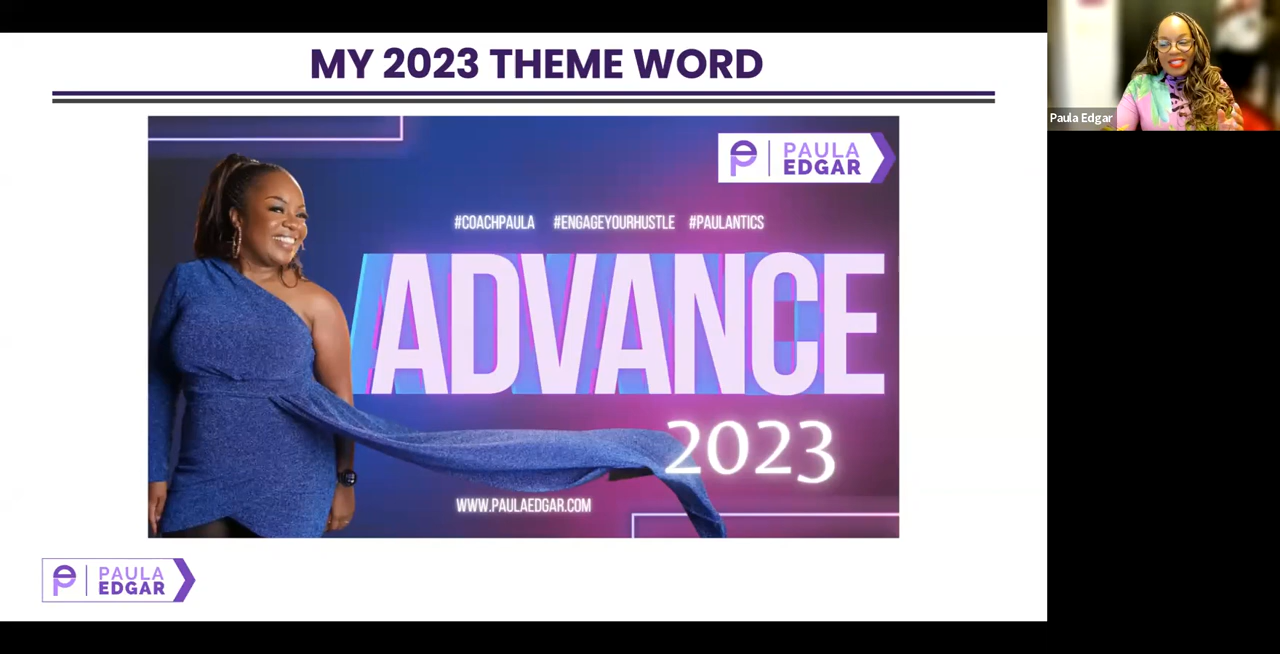 MY 2023 THEME WORD
Paula Edgar
PAULA
EDGAR
#COACHPAULA #ENGAGEYOURHUSTLE #PAULANTICS
ADVANCE
2023
WWW.PAULAEDGAR.COM
PAULA
EDGAR